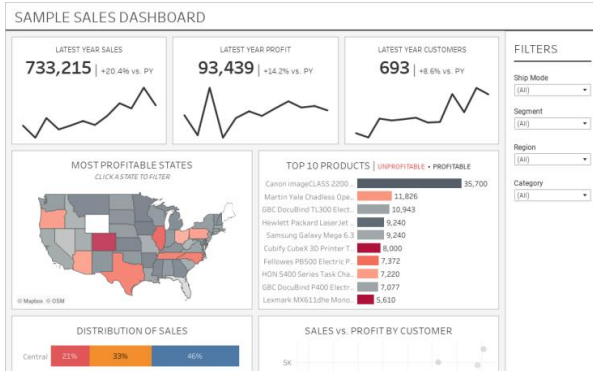 SAMPLE SALES DASHBOARD
LATEST YEAR SALES
733,215 | +20.4% vs. PY
LATEST YEAR PROFIT
93,439 | +14.2% vs. PY
LATEST YEAR CUSTOMERS
693 | +8.6% vs. PY
FILTERS
Ship Mode
(All)
Segment
(All)
Region
(All)
Category
(All)
MOST PROFITABLE STATES
CLICK A STATE TO FILTER
© Mapbox © OSM
TOP 10 PRODUCTS | UNPROFITABLE • PROFITABLE
Canon imageCLASS 2200 .. 35,700
Martin Yale Chadless Ope.. 11,826
GBC DocuBind TL300 Elect.. 10,943
Hewlett Packard LaserJet .. 9,240
Samsung Galaxy Mega 6.3 9,240
Cubify CubeX 3D Printer T.. 8,000
Fellowes PB500 Electric P.. 7,372
HON 5400 Series Task Cha.. 7,220
GBC DocuBind P400 Electr.. 7,077
Lexmark MX611dhe Mono.. 5,610
DISTRIBUTION OF SALES
Central 21% 33% 46%
SALES vs. PROFIT BY CUSTOMER
5K